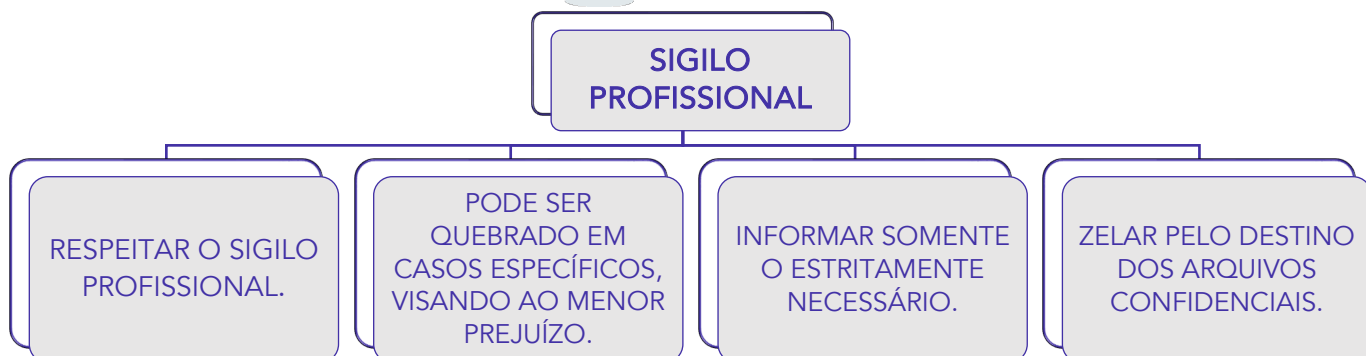 SIGILO
PROFISSIONAL
RESPEITAR O SIGILO
PROFISSIONAL.
PODE SER
QUEBRADO EM
CASOS ESPECÍFICOS,
VISANDO AO MENOR
PREJUÍZO.
INFORMAR SOMENTE
O ESTRITAMENTE
NECESSÁRIO.
ZELAR PELO DESTINO
DOS ARQUIVOS
CONFIDENCIAIS.